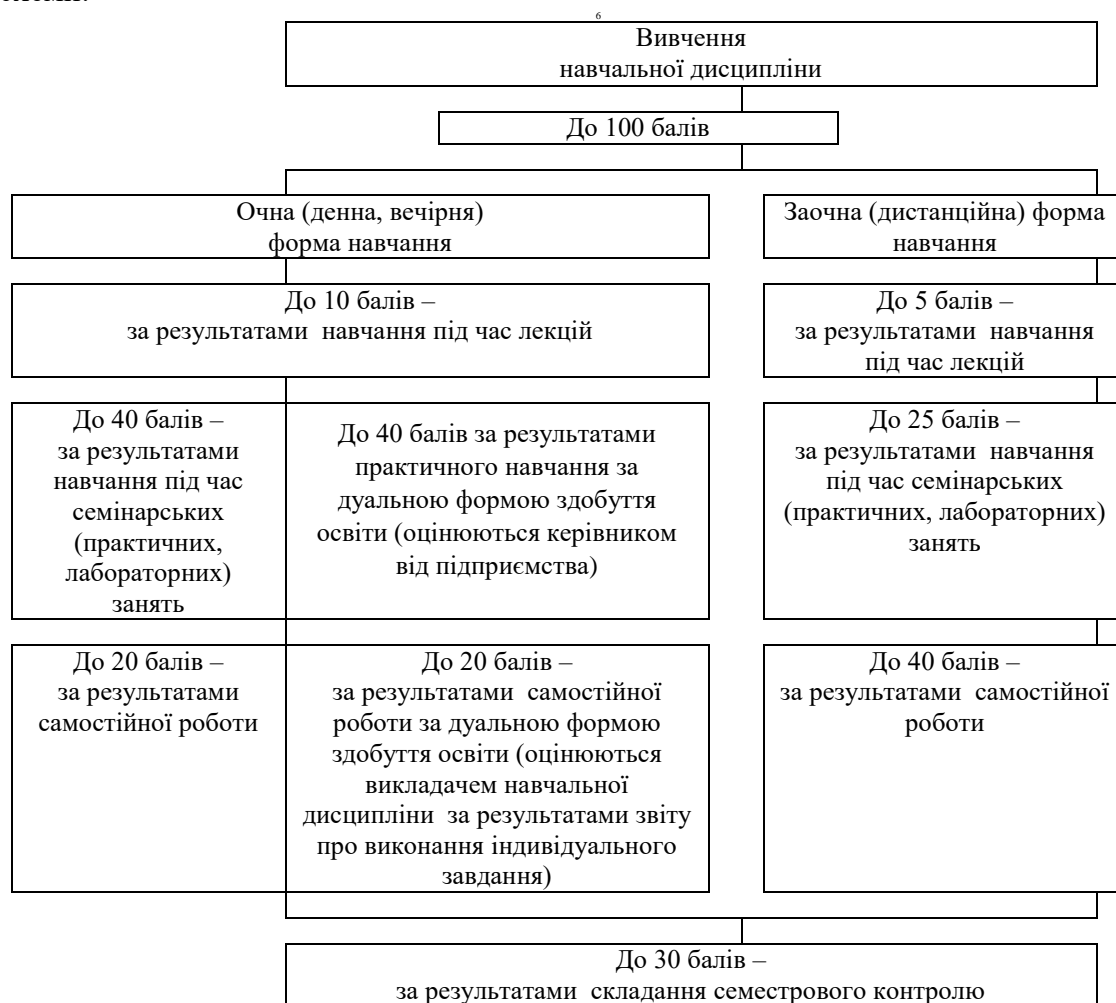 6
Вивчення
навчальної дисципліни
До 100 балів
Очна (денна, вечірня)
форма навчання
Заочна (дистанційна) форма
навчання
До 10 балів –
за результатами навчання під час лекцій
До 5 балів –
за результатами навчання
під час лекцій
До 40 балів –
за результатами
навчання під час
семінарських
(практичних,
лабораторних)
занять
До 40 балів за результатами
практичного навчання за
дуальною формою здобуття
освіти (оцінюються керівником
від підприємства)
До 25 балів –
за результатами навчання
під час семінарських
(практичних, лабораторних)
занять
До 20 балів –
за результатами
самостійної роботи
До 20 балів –
за результатами самостійної
роботи за дуальною формою
здобуття освіти (оцінюються
викладачем навчальної
дисципліни за результатами звіту
про виконання індивідуального
завдання)
До 40 балів –
за результатами самостійної
роботи
До 30 балів –
за результатами складання семестрового контролю